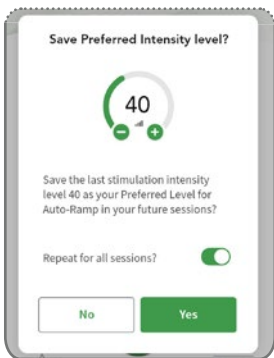 Save Preferred Intensity level?
40
Save the last stimulation intensity
level 40 as your Preferred Level for
Auto-Ramp in your future sessions?
Repeat for all sessions?
No
Yes